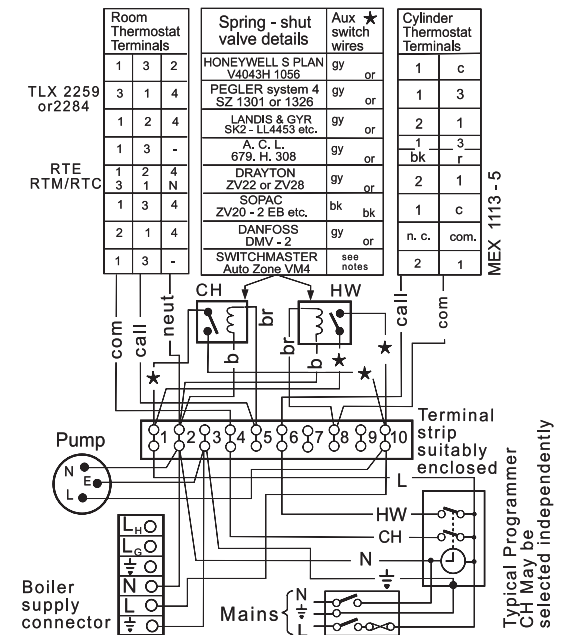 Room Thermostat Terminals
Spring - shut valve details
Aux ★ switch wires
Cylinder Thermostat Terminals
1 3 2 HONEYWELL S PLAN V4043H 1056 gy or 1 c
TLX 2259 or2284 3 1 4 PEGLER system 4 SZ 1301 or 1326 gy or 1 3
1 2 4 LANDIS & GYR SK2 - LL4453 etc. gy or 2 1
1 3 - A. C. L. 679. H. 308 gy or 1 bk 3 r
RTE RTM/RTC 1 3 2 1 4 N DRAYTON ZV22 or ZV28 gy or 2 1
1 3 4 SOPAC ZV20 - 2 EB etc. bk bk 1 c
2 1 4 DANFOSS DMV - 2 gy or n. c. com.
1 3 - SWITCHMASTER Auto Zone VM4 see notes 2 1
MEX 1113 - 5
CH HW
com call neut ★ b br br b ★ ★ call com
1 2 3 4 5 6 7 8 9 10
Terminal strip suitably enclosed
Pump
N
E
L
L
HW
CH
N
Typical Programmer
CH May be
selected independently
Boiler supply connector
LH
LG
N
L
Mains
N
L